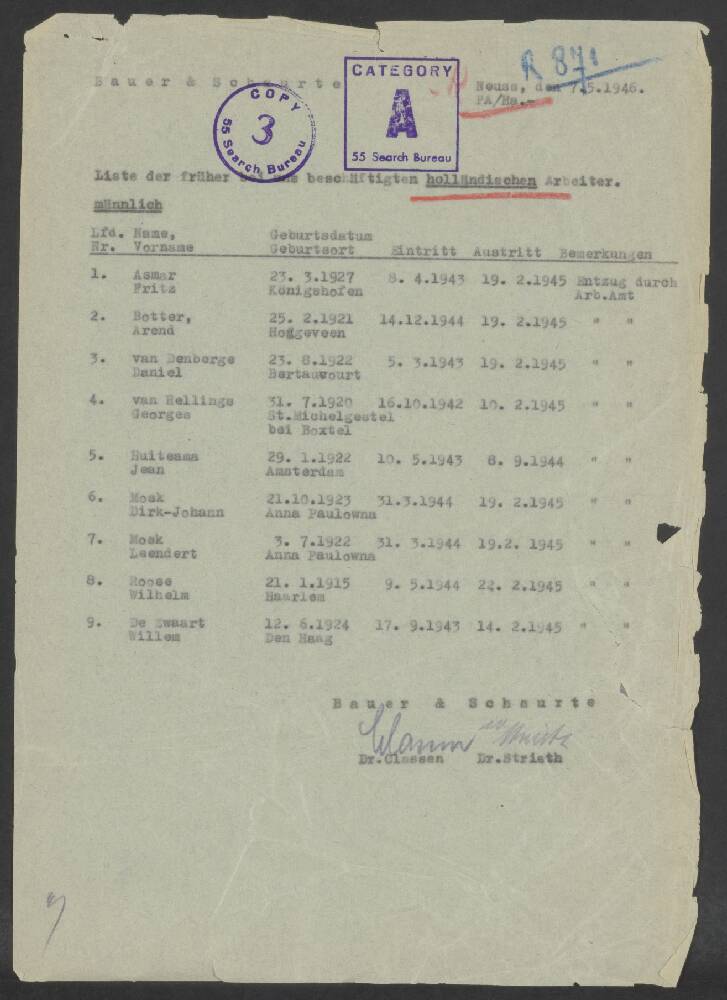 R 871
Bauer & Schaurte
Neuss, den 7.5.1946.
PA/Ha.-
COPY
3
55 Search Bureau
CATEGORY
A
55 Search Bureau
Liste der früher bei uns beschäftigten holländischen Arbeiter.
männlich
Lfd. Name, Geburtsdatum
Nr. Vorname Geburtsort Eintritt Austritt Bemerkungen
1. Asmar 23. 3.1927 8. 4.1943 19. 2.1945 Entzug durch
Fritz Königshofen Arb.Amt
2. Botter, 25. 2.1921 14.12.1944 19. 2.1945 " "
Arend Hoggeveen
3. van Denberge 23. 8.1922 5. 3.1943 19. 2.1945 " "
Daniel Bertauvourt
4. van Hellings 31. 7.1920 16.10.1942 10. 2.1945 " "
Georges St.Michelgestel
bei Boxtel
5. Huitema 29. 1.1922 10. 5.1943 8. 9.1944 " "
Jean Amsterdam
6. Mosk 21.10.1923 31.3.1944 19. 2.1945 " "
Dirk-Johann Anna Paulowna
7. Mosk 3. 7.1922 31. 3.1944 19.2. 1945 " "
Leendert Anna Paulowna
8. Roose 21. 1.1915 9. 5.1944 22. 2.1945 " "
Wilhelm Haarlem
9. De Zwaart 12. 6.1924 17. 9.1943 14. 2.1945 " "
Willem Den Haag
Bauer & Schaurte
Dr.Classen Dr.Striath